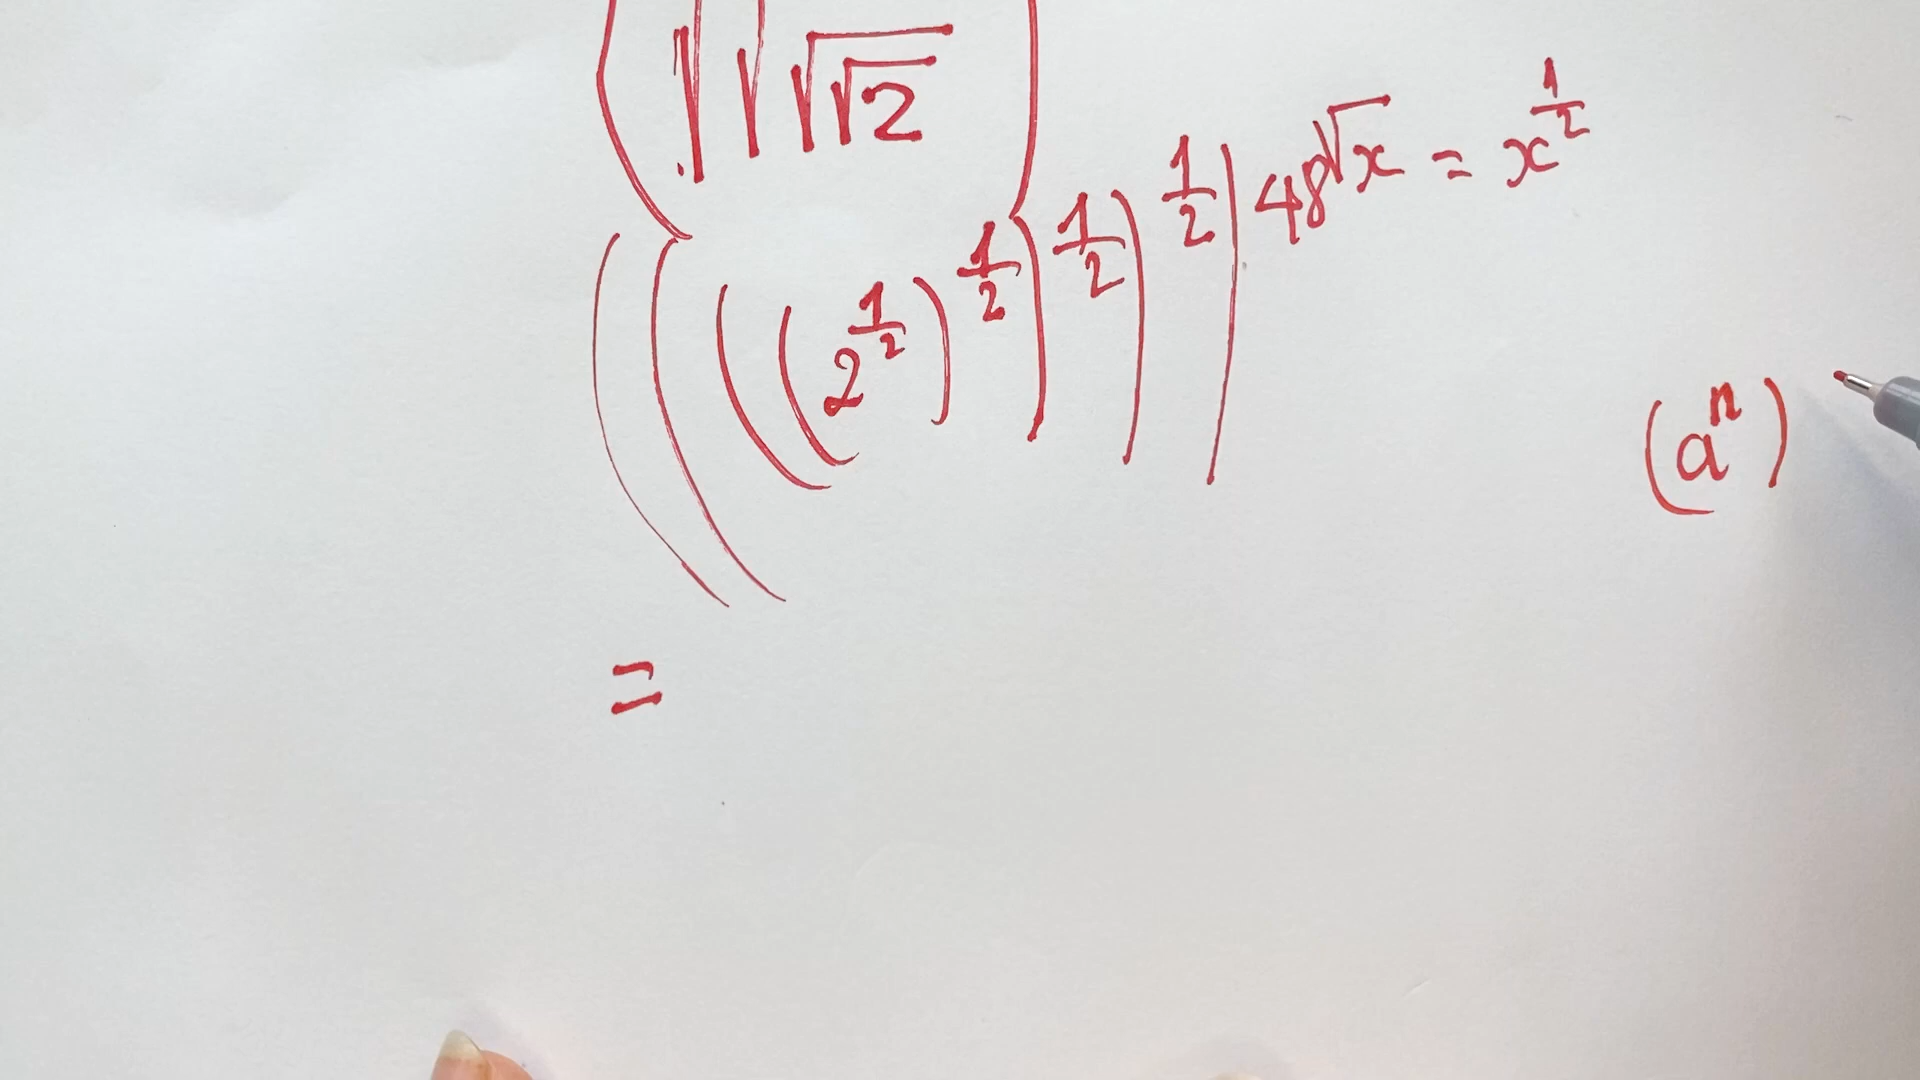 (√√√√2)
((((2^1/2)^1/2)^1/2)^1/2)^48
√x = x^1/2
(a^n)
=